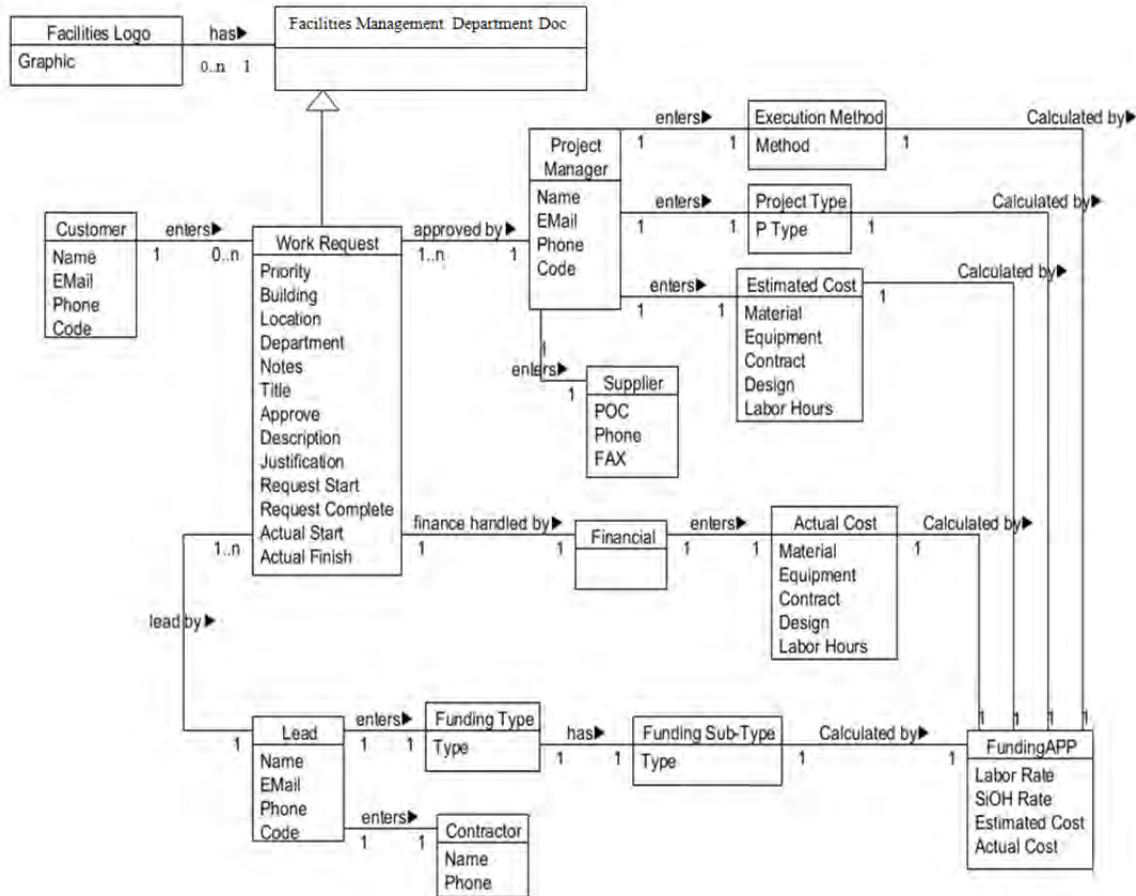 Facilities Logo
Graphic
has▶
0..n 1
Facilities Management Department Doc
Customer
Name
EMail
Phone
Code
enters▶
1 0..n
Work Request
Priority
Building
Location
Department
Notes
Title
Approve
Description
Justification
Request Start
Request Complete
Actual Start
Actual Finish
approved by▶
1..n 1
Project
Manager
Name
EMail
Phone
Code
enters▶
1 1
Execution Method
Method
1
Calculated by▶
enters▶
1 1
Project Type
P Type
1
Calculated by▶
enters▶
1 1
Estimated Cost
Material
Equipment
Contract
Design
Labor Hours
1
Calculated by▶
1
enters▶
1
Supplier
POC
Phone
FAX
finance handled by▶
1 1
Financial
enters▶
1 1
Actual Cost
Material
Equipment
Contract
Design
Labor Hours
Calculated by▶
1
1..n
lead by▶
1
Lead
Name
EMail
Phone
Code
enters▶
1 1
Funding Type
Type
has▶
1 1
Funding Sub-Type
Type
Calculated by▶
1 1
1 1 1 1
FundingAPP
Labor Rate
SiOH Rate
Estimated Cost
Actual Cost
enters▶
1 1
Contractor
Name
Phone